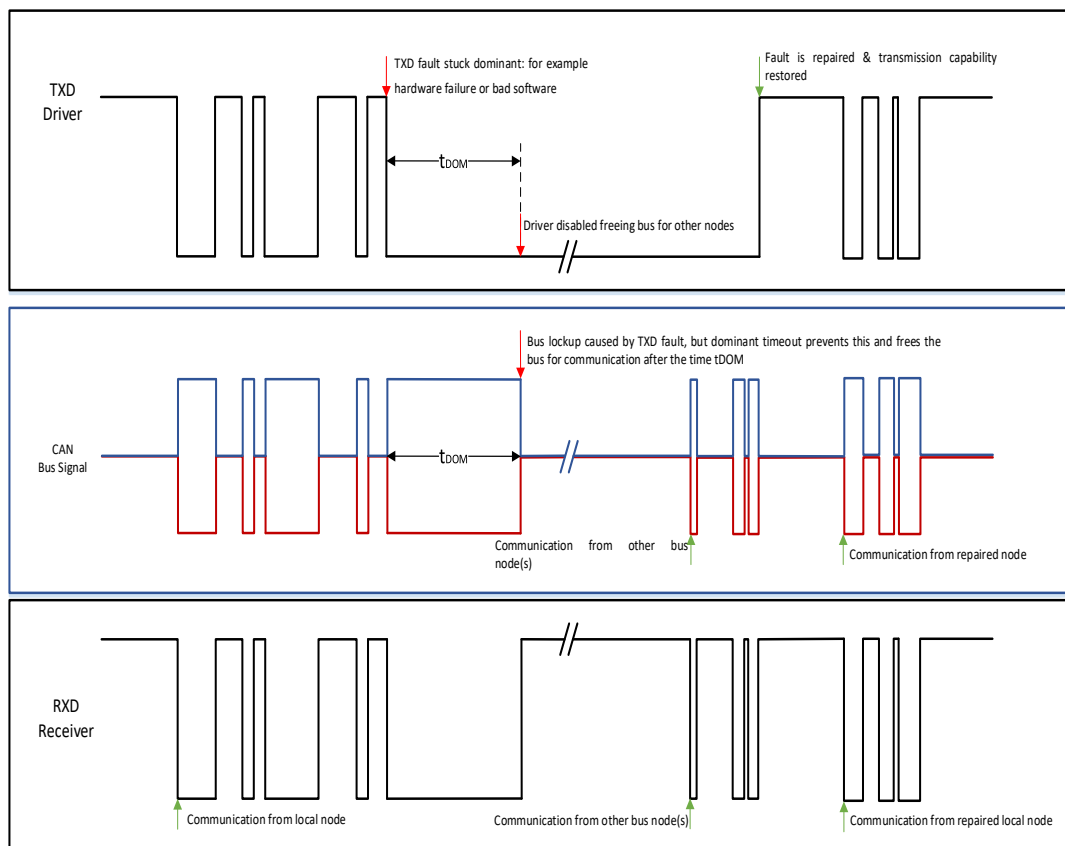 TXD
Driver
TXD fault stuck dominant: for example
hardware failure or bad software
Fault is repaired & transmission capability
restored
tDOM
Driver disabled freeing bus for other nodes
Bus lockup caused by TXD fault, but dominant timeout prevents this and frees the
bus for communication after the time tDOM
CAN
Bus Signal
tDOM
Communication from other bus
node(s)
Communication from repaired node
RXD
Receiver
Communication from local node
Communication from other bus node(s)
Communication from repaired local node